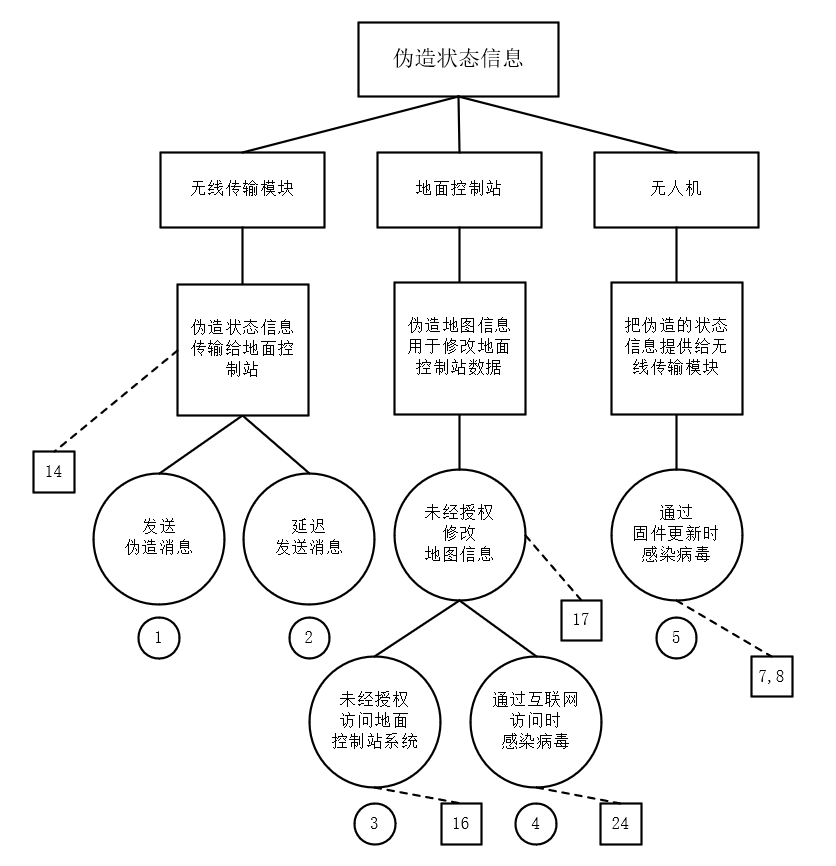 伪造状态信息
无线传输模块
地面控制站
无人机
伪造状态信息
传输给地面控
制站
伪造地图信息
用于修改地面
控制站数据
把伪造的状态
信息提供给无
线传输模块
14
发送
伪造消息
延迟
发送消息
未经授权
修改
地图信息
通过
固件更新时
感染病毒
1
2
17
5
7,8
未经授权
访问地面
控制站系统
通过互联网
访问时
感染病毒
3
16
4
24